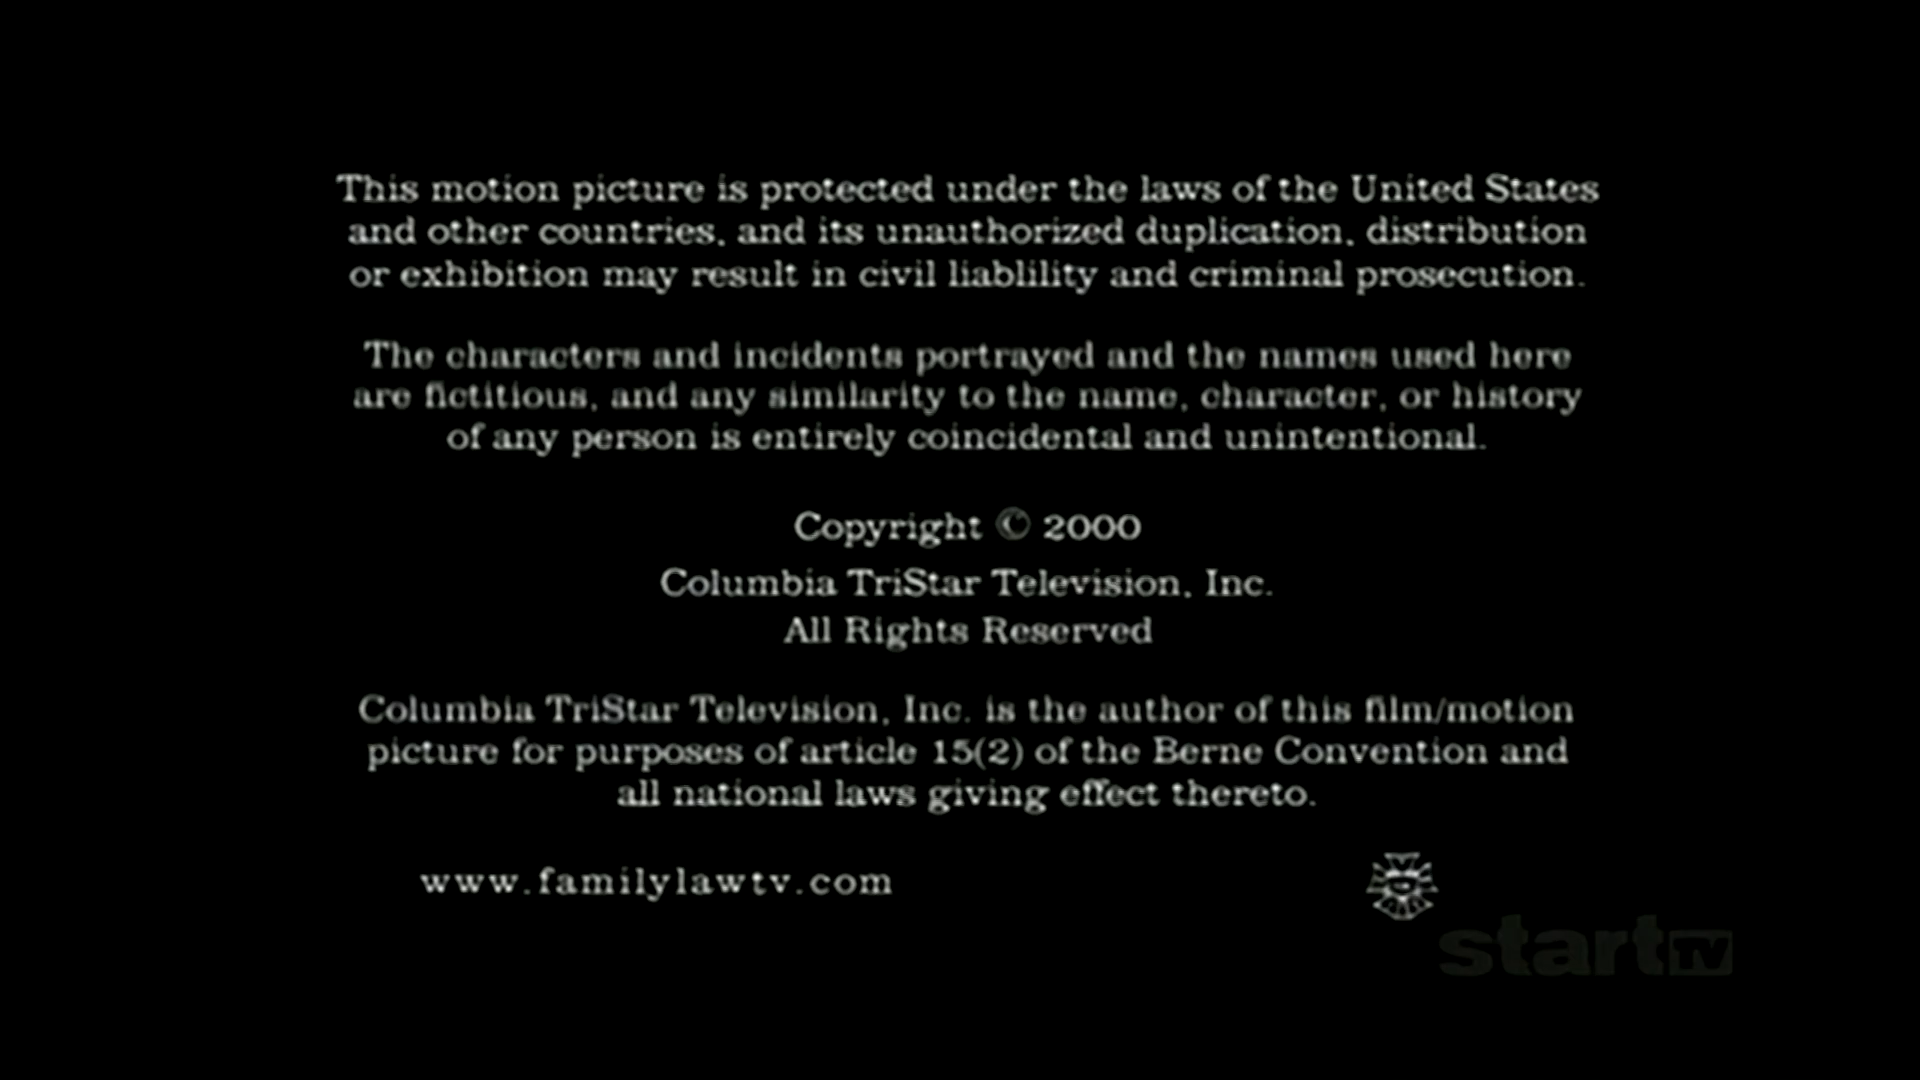 This motion picture is protected under the laws of the United States
and other countries, and its unauthorized duplication, distribution
or exhibition may result in civil liablility and criminal prosecution.
The characters and incidents portrayed and the names used here
are fictitious, and any similarity to the name, character, or history
of any person is entirely coincidental and unintentional.
Copyright © 2000
Columbia TriStar Television, Inc.
All Rights Reserved
Columbia TriStar Television, Inc. is the author of this film/motion
picture for purposes of article 15(2) of the Berne Convention and
all national laws giving effect thereto.
www.familylawtv.com
start TV